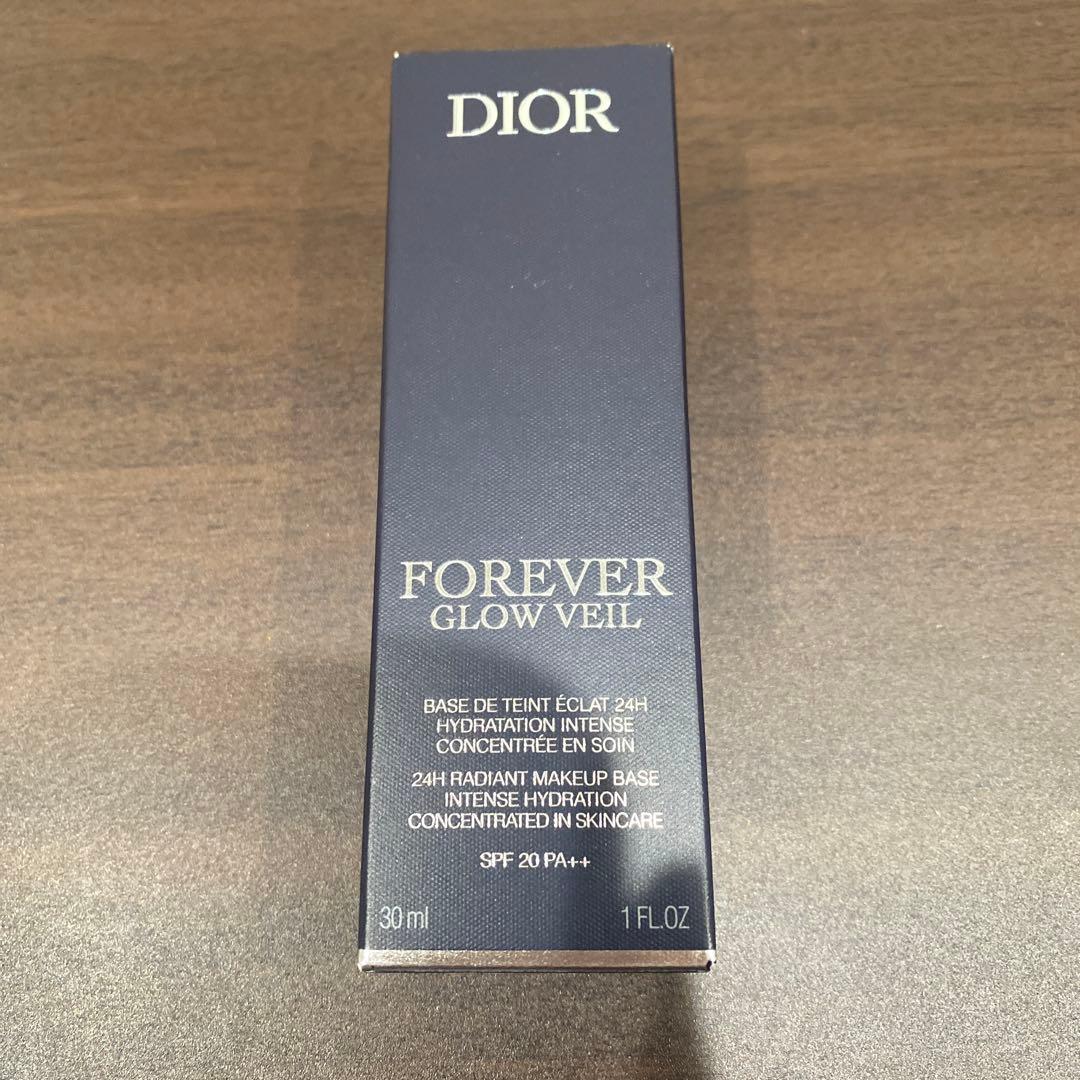 DIOR
FOREVER
GLOW VEIL
BASE DE TEINT ÉCLAT 24H
HYDRATATION INTENSE
CONCENTRÉE EN SOIN
24H RADIANT MAKEUP BASE
INTENSE HYDRATION
CONCENTRATED IN SKINCARE
SPF 20 PA++
30 ml 1 FL.OZ